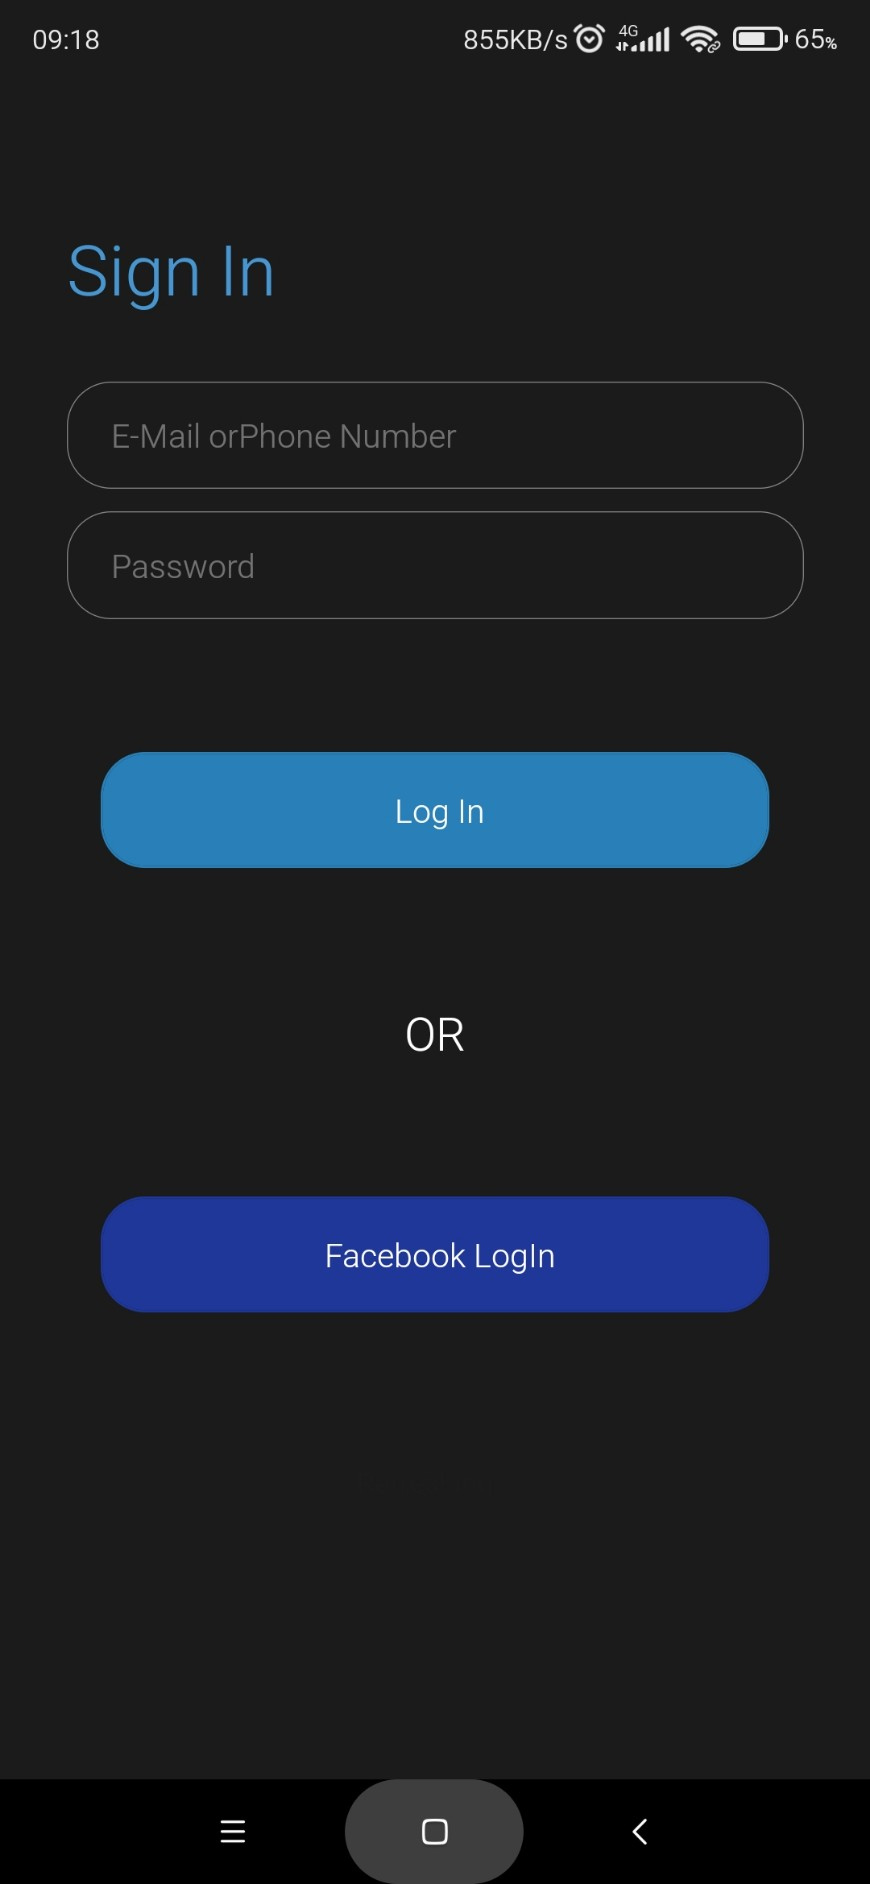 09:18 855KB/s 4G 65%
Sign In
E-Mail orPhone Number
Password
Log In
OR
Facebook LogIn